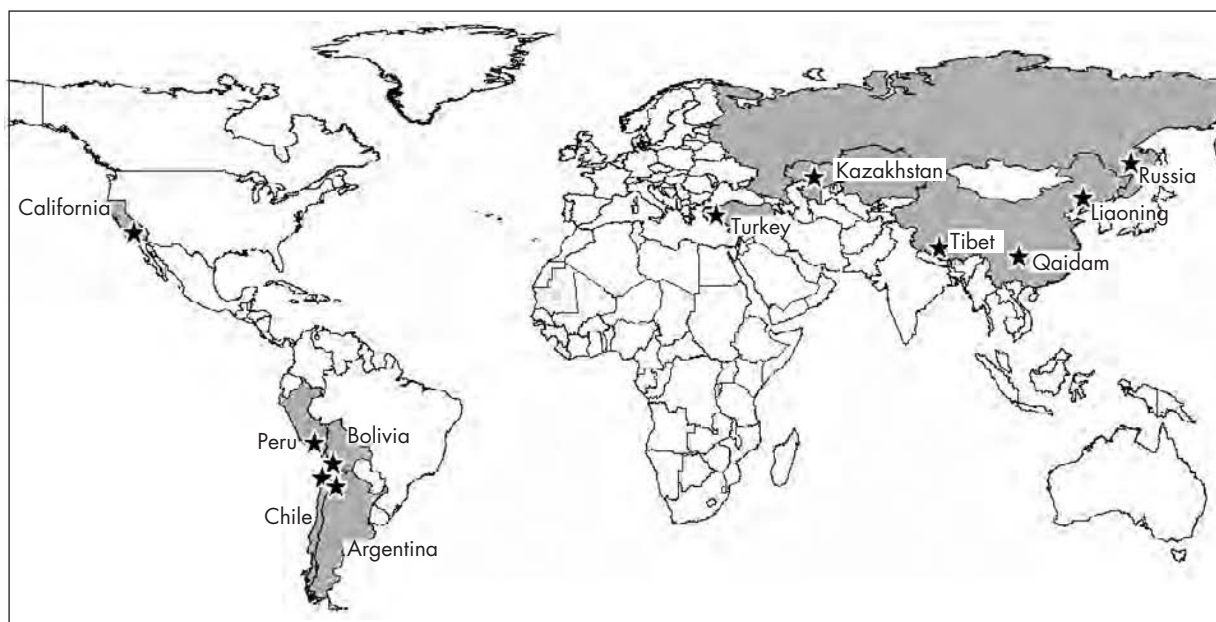 Kazakhstan
Russia
California
Liaoning
Turkey
Tibet
Qaidam
Peru
Bolivia
Chile
Argentina